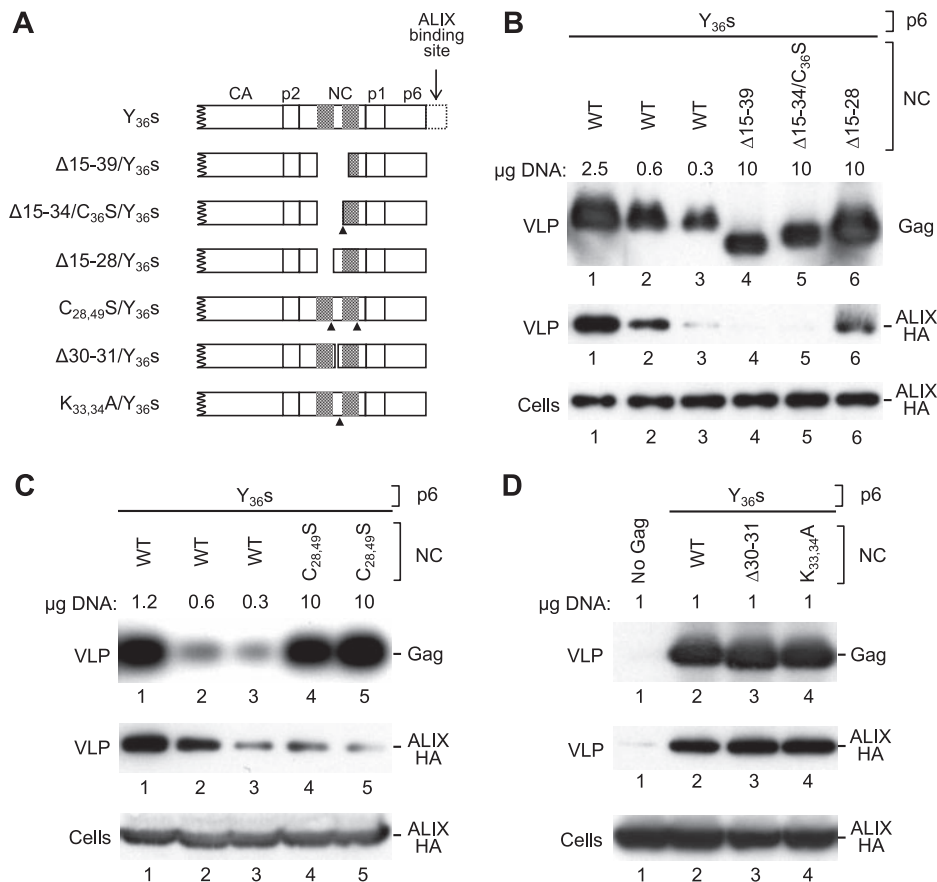 A
ALIX
binding
site
CA p2 NC p1 p6
Y₃₆s
Δ15-39/Y₃₆s
Δ15-34/C₃₆S/Y₃₆s
Δ15-28/Y₃₆s
C₂₈,₄₉S/Y₃₆s
Δ30-31/Y₃₆s
K₃₃,₃₄A/Y₃₆s
B
Y₃₆s p6
WT WT WT Δ15-39 Δ15-34/C₃₆S Δ15-28 NC
µg DNA: 2.5 0.6 0.3 10 10 10
VLP Gag
1 2 3 4 5 6
VLP ALIX
HA
1 2 3 4 5 6
Cells ALIX
HA
1 2 3 4 5 6
C
Y₃₆s p6
WT WT WT C₂₈,₄₉S C₂₈,₄₉S NC
µg DNA: 1.2 0.6 0.3 10 10
VLP Gag
1 2 3 4 5
VLP ALIX
HA
1 2 3 4 5
Cells ALIX
HA
1 2 3 4 5
D
Y₃₆s p6
No Gag WT Δ30-31 K₃₃,₃₄A NC
µg DNA: 1 1 1 1
VLP Gag
1 2 3 4
VLP ALIX
HA
1 2 3 4
Cells ALIX
HA
1 2 3 4